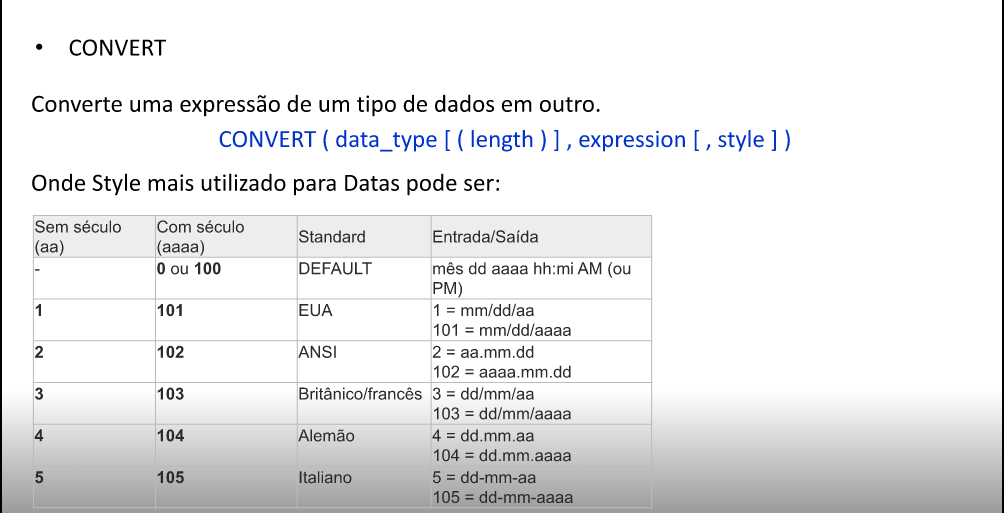 • CONVERT
Converte uma expressão de um tipo de dados em outro.
CONVERT ( data_type [ ( length ) ] , expression [ , style ] )
Onde Style mais utilizado para Datas pode ser:
Sem século (aa) Com século (aaaa) Standard Entrada/Saída
- 0 ou 100 DEFAULT mês dd aaaa hh:mi AM (ou PM)
1 101 EUA 1 = mm/dd/aa
101 = mm/dd/aaaa
2 102 ANSI 2 = aa.mm.dd
102 = aaaa.mm.dd
3 103 Britânico/francês 3 = dd/mm/aa
103 = dd/mm/aaaa
4 104 Alemão 4 = dd.mm.aa
104 = dd.mm.aaaa
5 105 Italiano 5 = dd-mm-aa
105 = dd-mm-aaaa